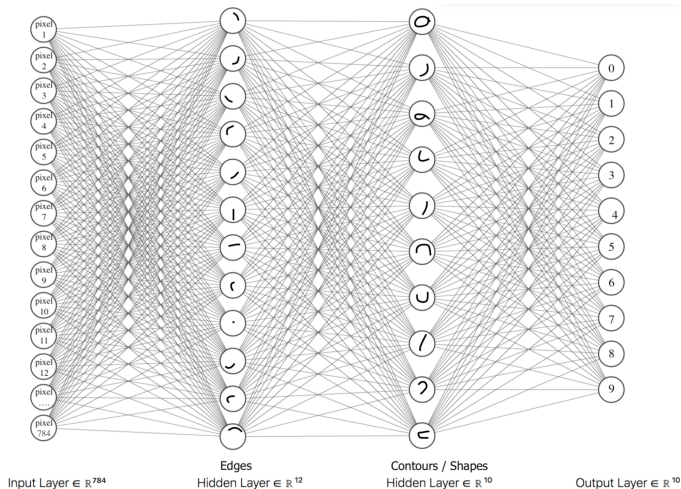 pixel
1
pixel
2
pixel
3
pixel
4
pixel
5
pixel
6
pixel
7
pixel
8
pixel
9
pixel
10
pixel
11
pixel
12
pixel
....
pixel
784
0
1
2
3
4
5
6
7
8
9
Edges
Contours / Shapes
Input Layer ∈ ℝ⁷⁸⁴
Hidden Layer ∈ ℝ¹²
Hidden Layer ∈ ℝ¹⁰
Output Layer ∈ ℝ¹⁰